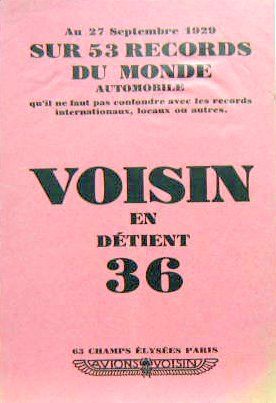 Au 27 Septembre 1929
SUR 53 RECORDS
DU MONDE
AUTOMOBILE
qu'il ne faut pas confondre avec les records
internationaux, locaux ou autres.
VOISIN
EN
DÉTIENT
36
63 CHAMPS ÉLYSÉES PARIS
AVIONS VOISIN